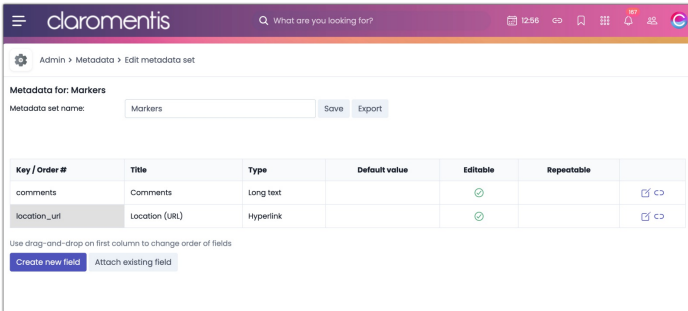 claromentis What are you looking for? 12:56 187
Admin > Metadata > Edit metadata set
Metadata for: Markers
Metadata set name: Markers Save Export
Key / Order # Title Type Default value Editable Repeatable
comments Comments Long text
location_url Location (URL) Hyperlink
Use drag-and-drop on first column to change order of fields
Create new field Attach existing field